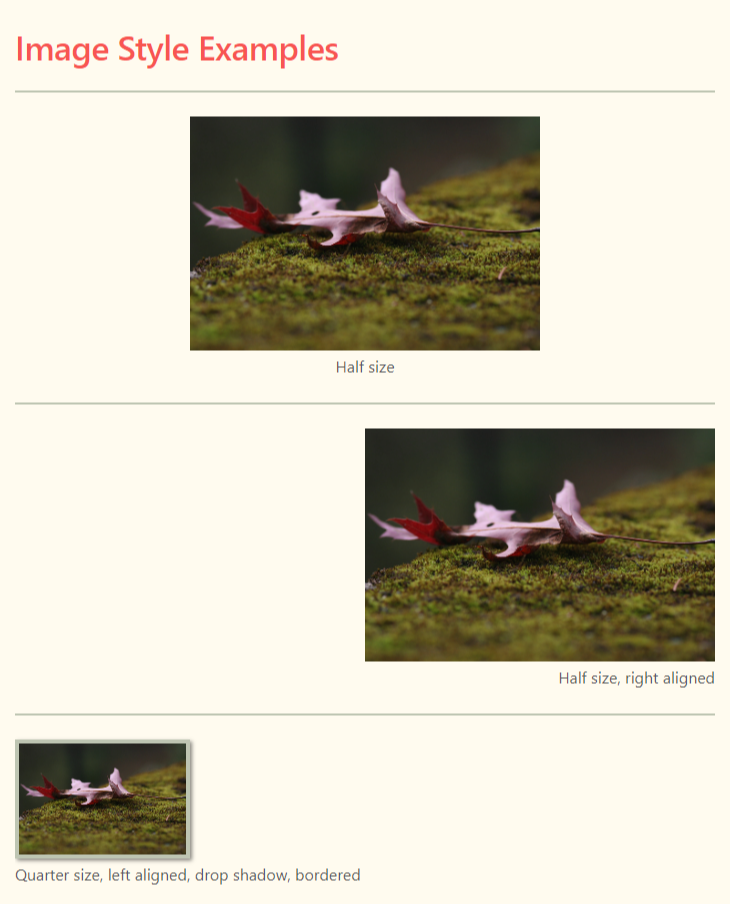 Image Style Examples
Half size
Half size, right aligned
Quarter size, left aligned, drop shadow, bordered